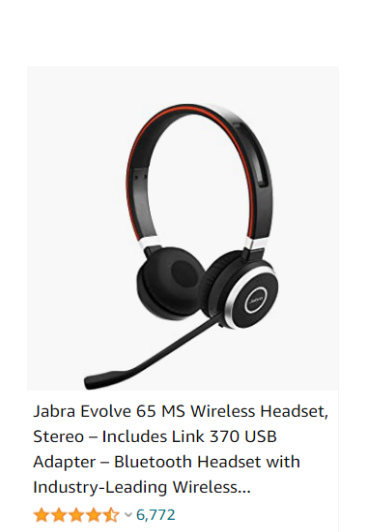 Jabra Evolve 65 MS Wireless Headset,
Stereo – Includes Link 370 USB
Adapter – Bluetooth Headset with
Industry-Leading Wireless...
6,772